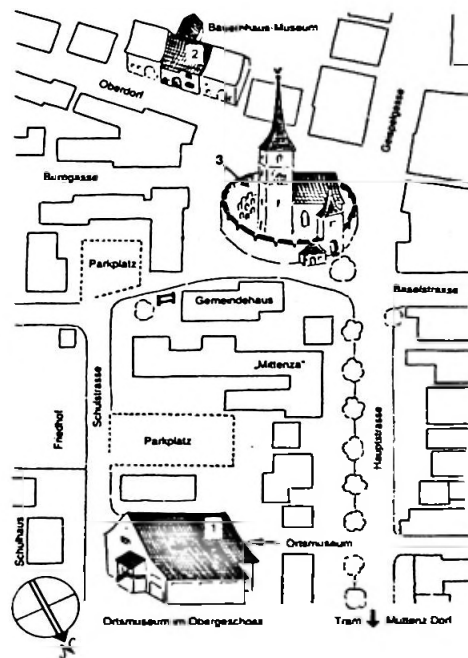 Bauernhaus-Museum
2
Oberdorf
Geispelgasse
3
Burggasse
Parkplatz
Gemeindehaus
Baselstrasse
"Mittenza"
Schulstrasse
Friedhof
Hauptstrasse
Parkplatz
Schulhaus
1
Ortsmuseum
Ortsmuseum im Obergeschoss
Tram
Muttenz Dorf